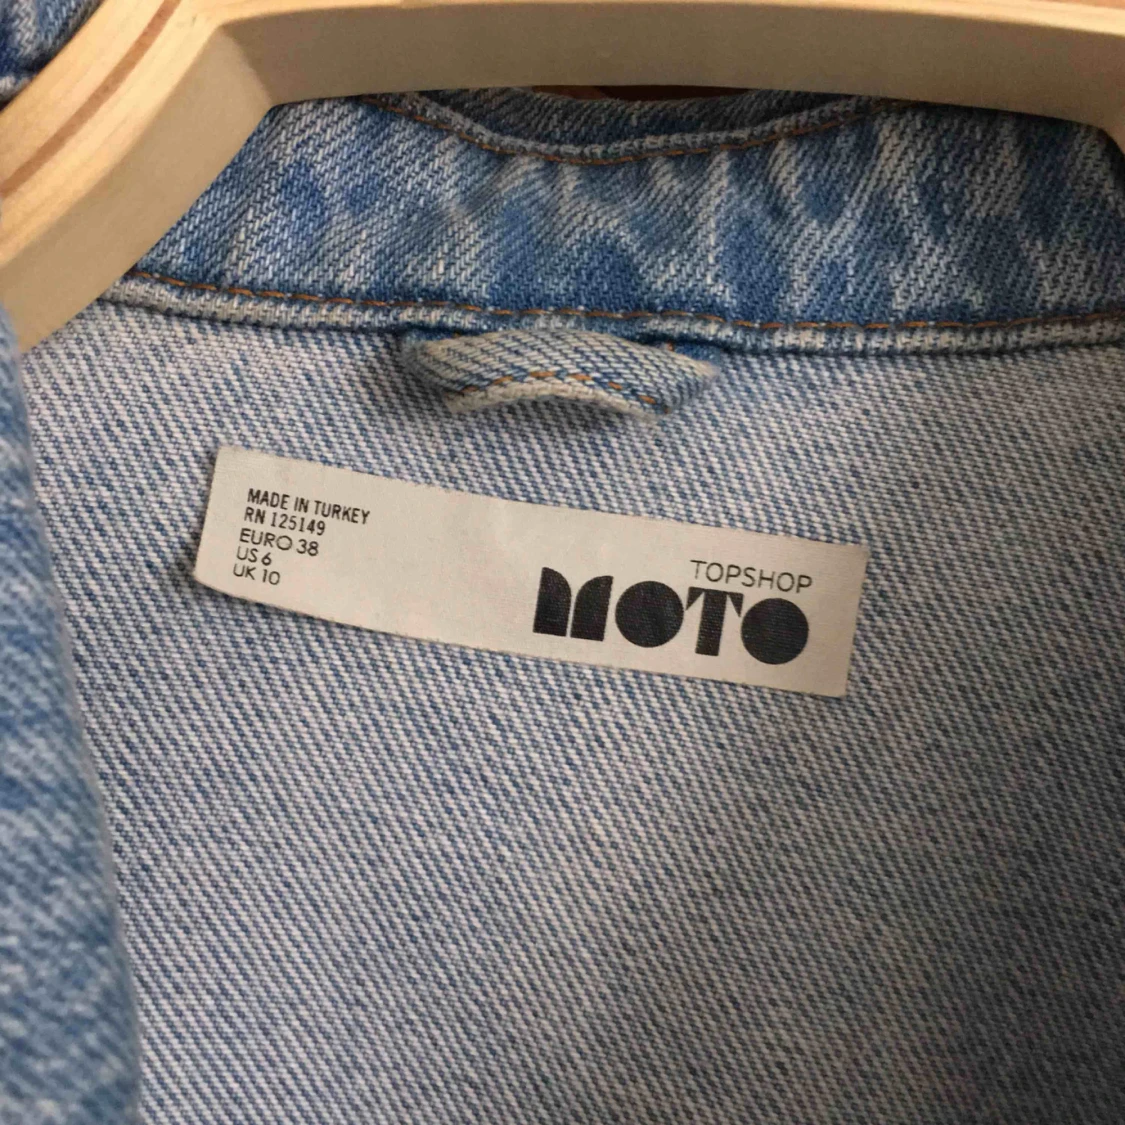 MADE IN TURKEY
RN 125149
EURO 38
US 6
UK 10
TOPSHOP
MOTO